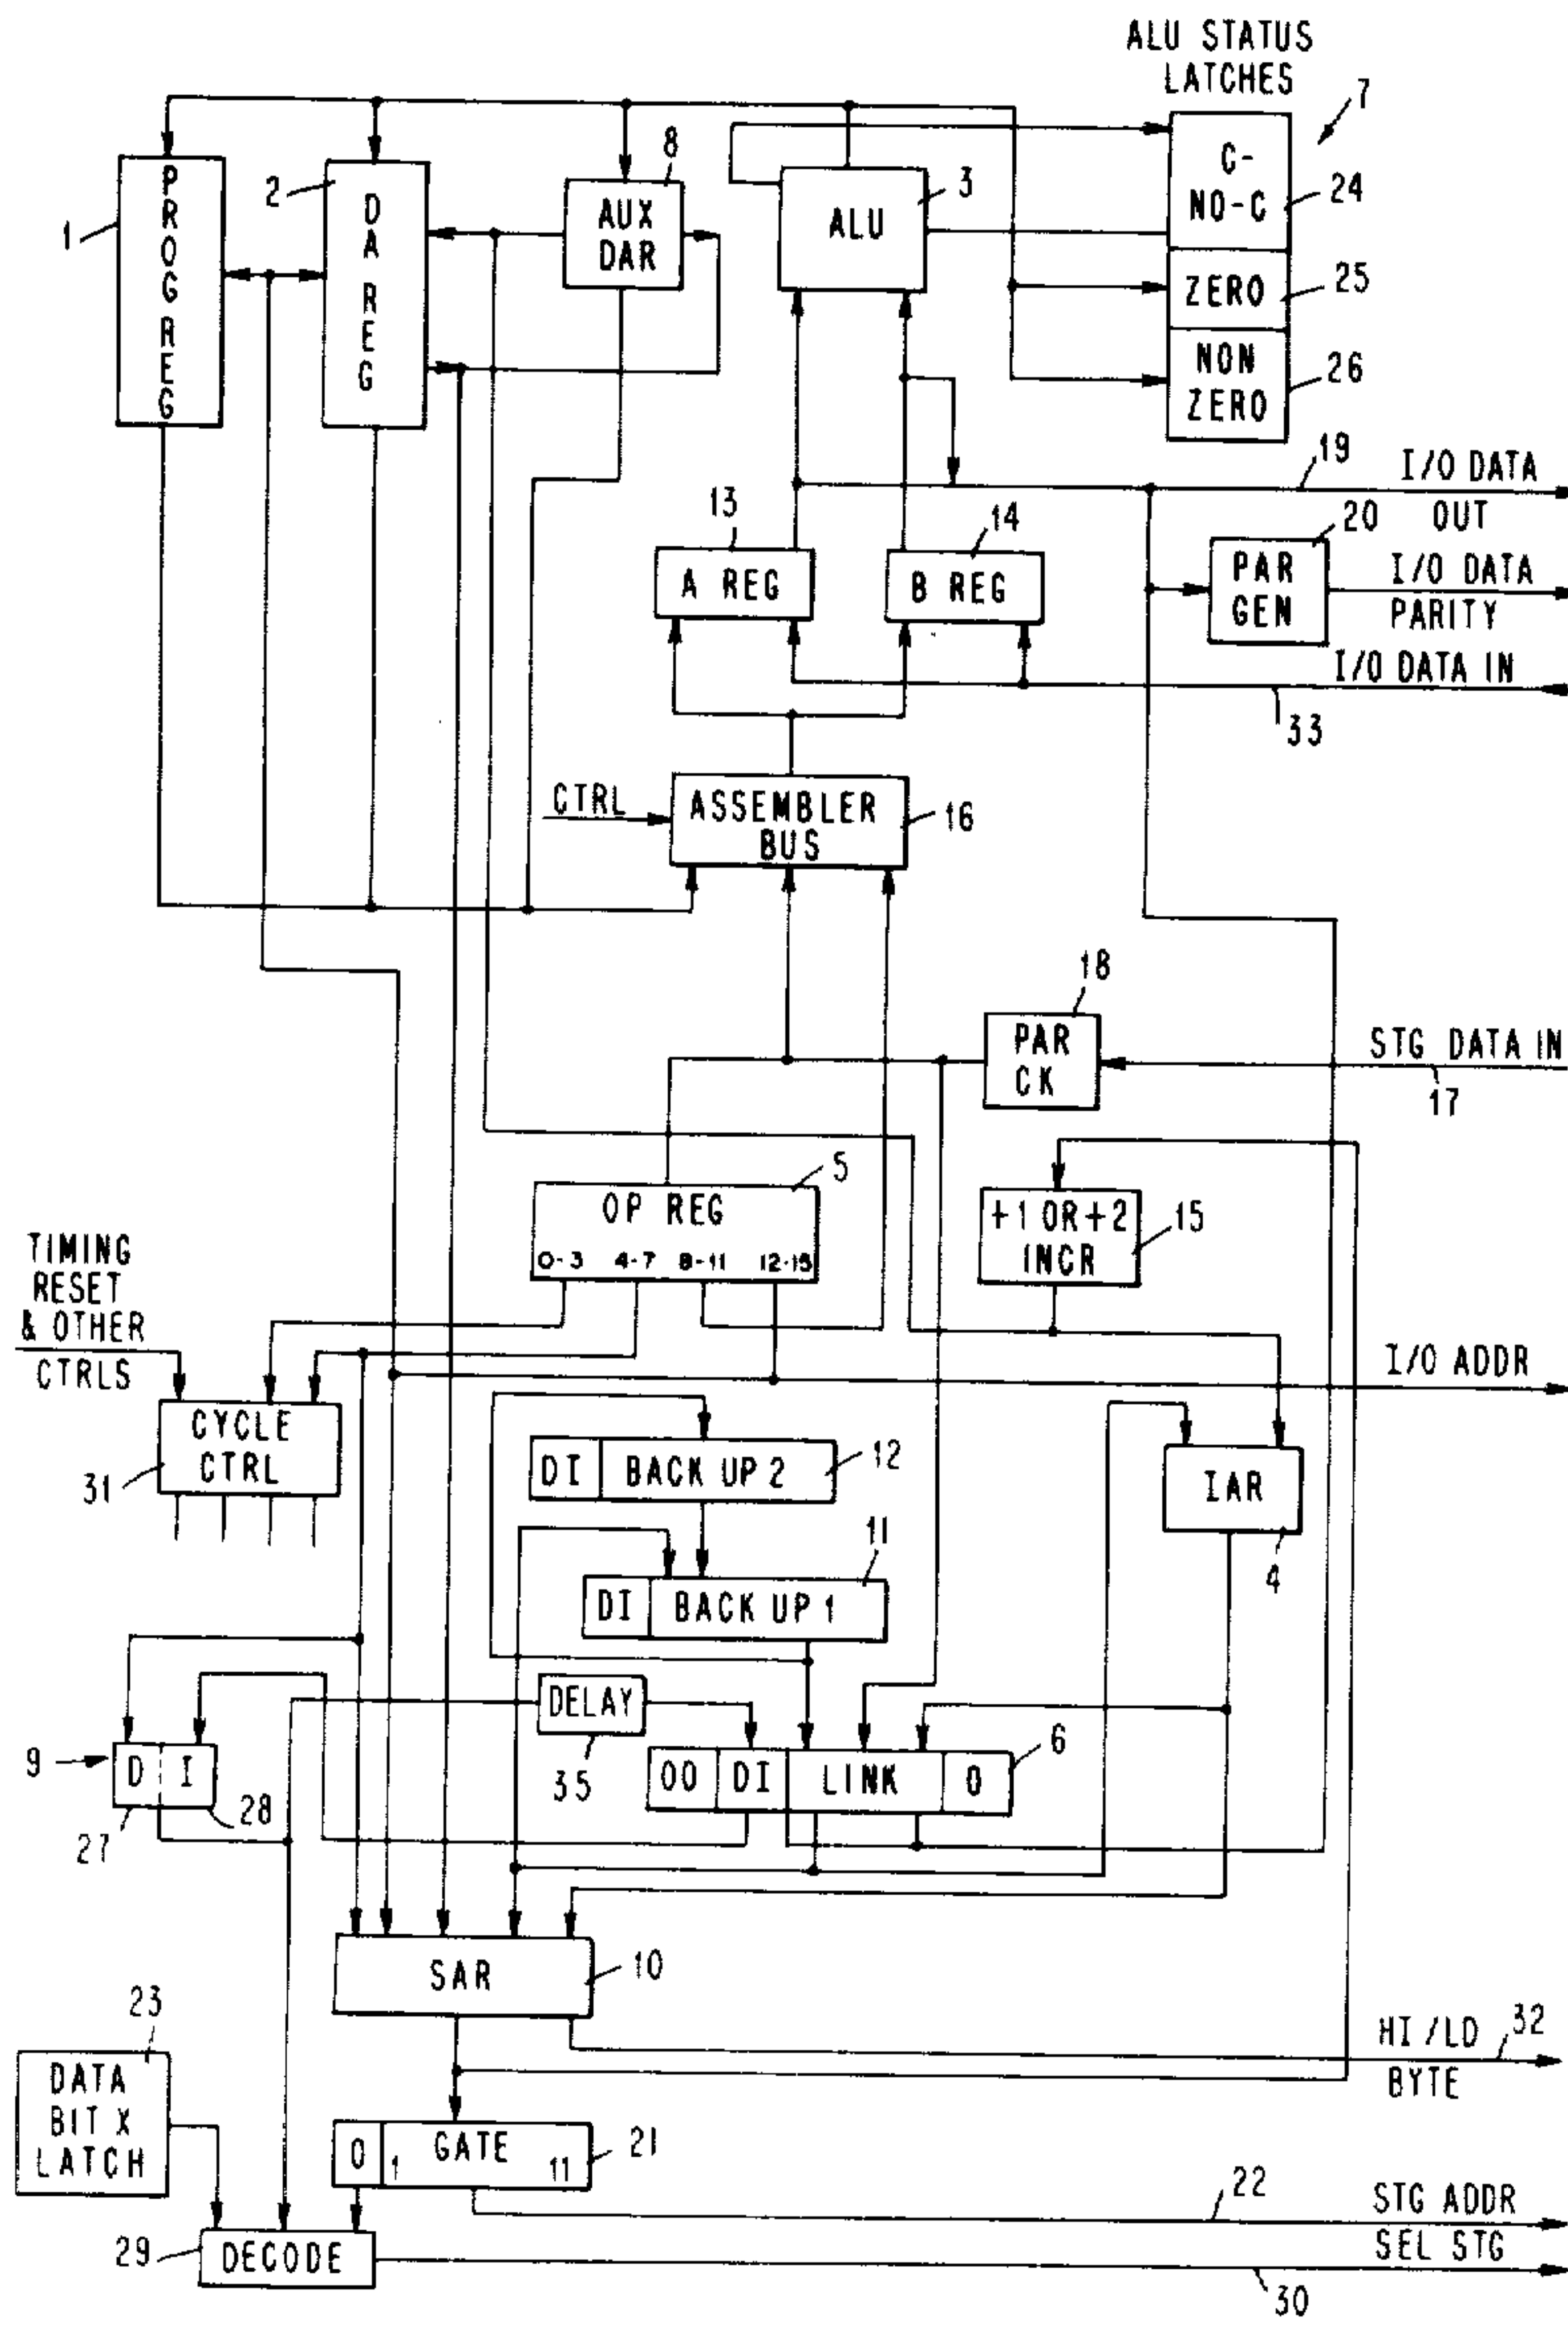 ALU STATUS
LATCHES
7
1
PROG REG
2
DA REG
8
AUX
DAR
3
ALU
C-
NO-C
24
ZERO
25
NON
ZERO
26
19
I/O DATA
OUT
20
PAR
GEN
I/O DATA
PARITY
I/O DATA IN
33
13
A REG
14
B REG
CTRL
ASSEMBLER
BUS
16
18
PAR
CK
STG DATA IN
17
5
OP REG
0-3 4-7 8-11 12-15
+1 OR +2
INCR
15
TIMING
RESET
& OTHER
CTRLS
I/O ADDR
CYCLE
CTRL
31
DI BACK UP 2
12
IAR
4
11
DI BACK UP 1
DELAY
35
9
D I
27
28
00 DI LINK 0
6
SAR
10
23
DATA
BIT X
LATCH
HI/LD
BYTE
32
0 1 GATE 11
21
22
STG ADDR
SEL STG
29
DECODE
30